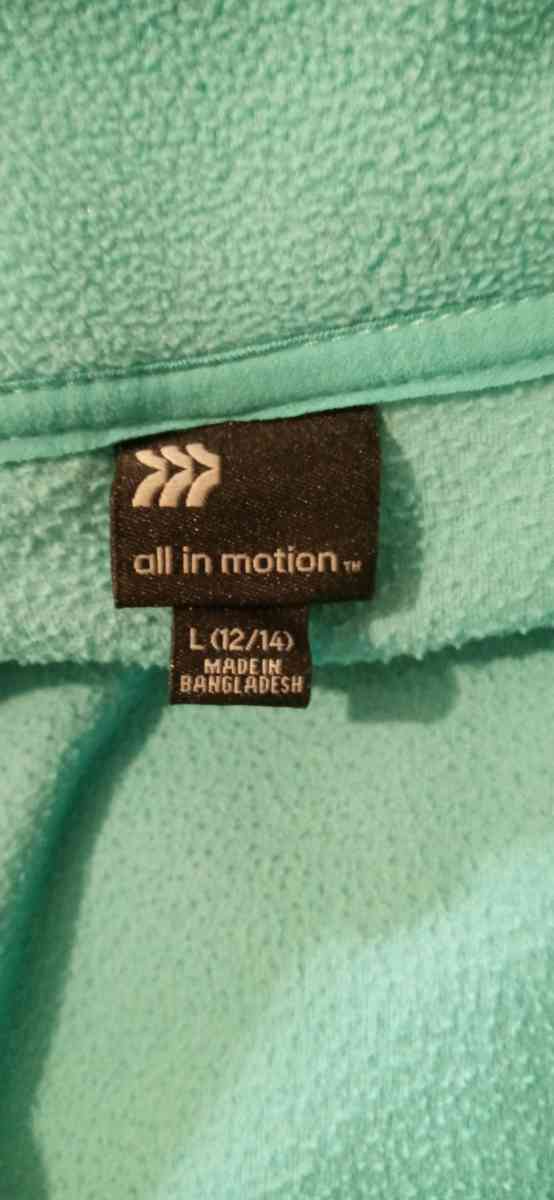 all in motion™
L (12/14)
MADE IN
BANGLADESH